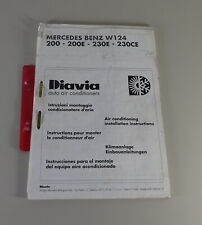 MERCEDES BENZ W124
200 - 200E - 230E - 230CE
Diavia
auto air conditioners
Istruzioni montaggio
condizionatore d'aria
Air conditioning
installation instructions
Instructions pour monter
le conditionneur d'air
Klimaanlage
Einbauanleitungen
Instrucciones para el montaje
del equipo aire acondicionado
Diavia